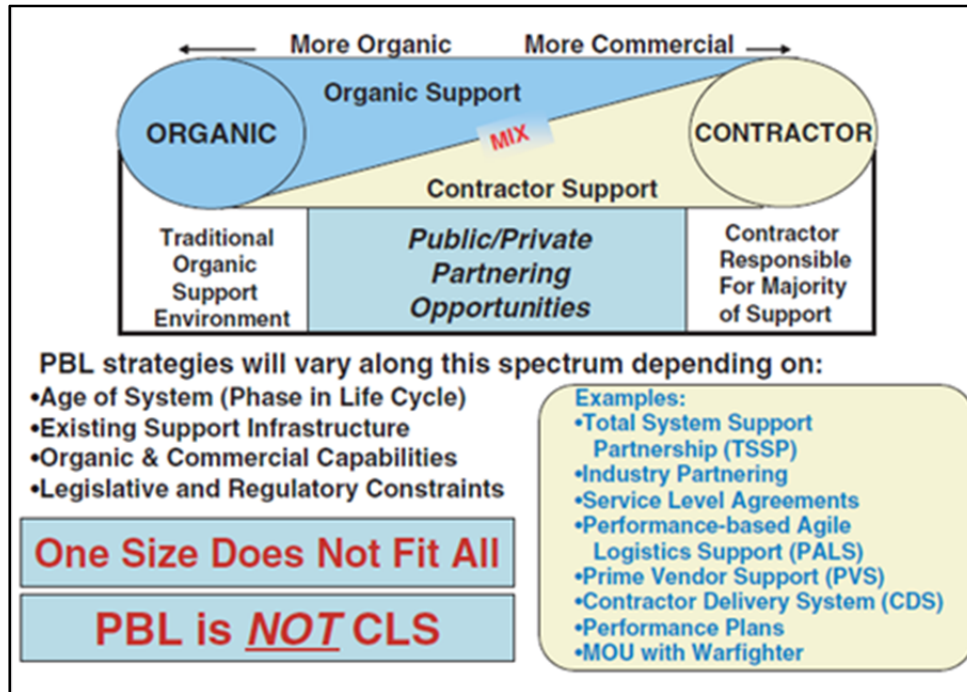 More Organic More Commercial
Organic Support
ORGANIC
MIX
CONTRACTOR
Contractor Support
Traditional
Organic
Support
Environment
Public/Private
Partnering
Opportunities
Contractor
Responsible
For Majority
of Support
PBL strategies will vary along this spectrum depending on:
•Age of System (Phase in Life Cycle)
•Existing Support Infrastructure
•Organic & Commercial Capabilities
•Legislative and Regulatory Constraints
One Size Does Not Fit All
PBL is NOT CLS
Examples:
•Total System Support
Partnership (TSSP)
•Industry Partnering
•Service Level Agreements
•Performance-based Agile
Logistics Support (PALS)
•Prime Vendor Support (PVS)
•Contractor Delivery System (CDS)
•Performance Plans
•MOU with Warfighter